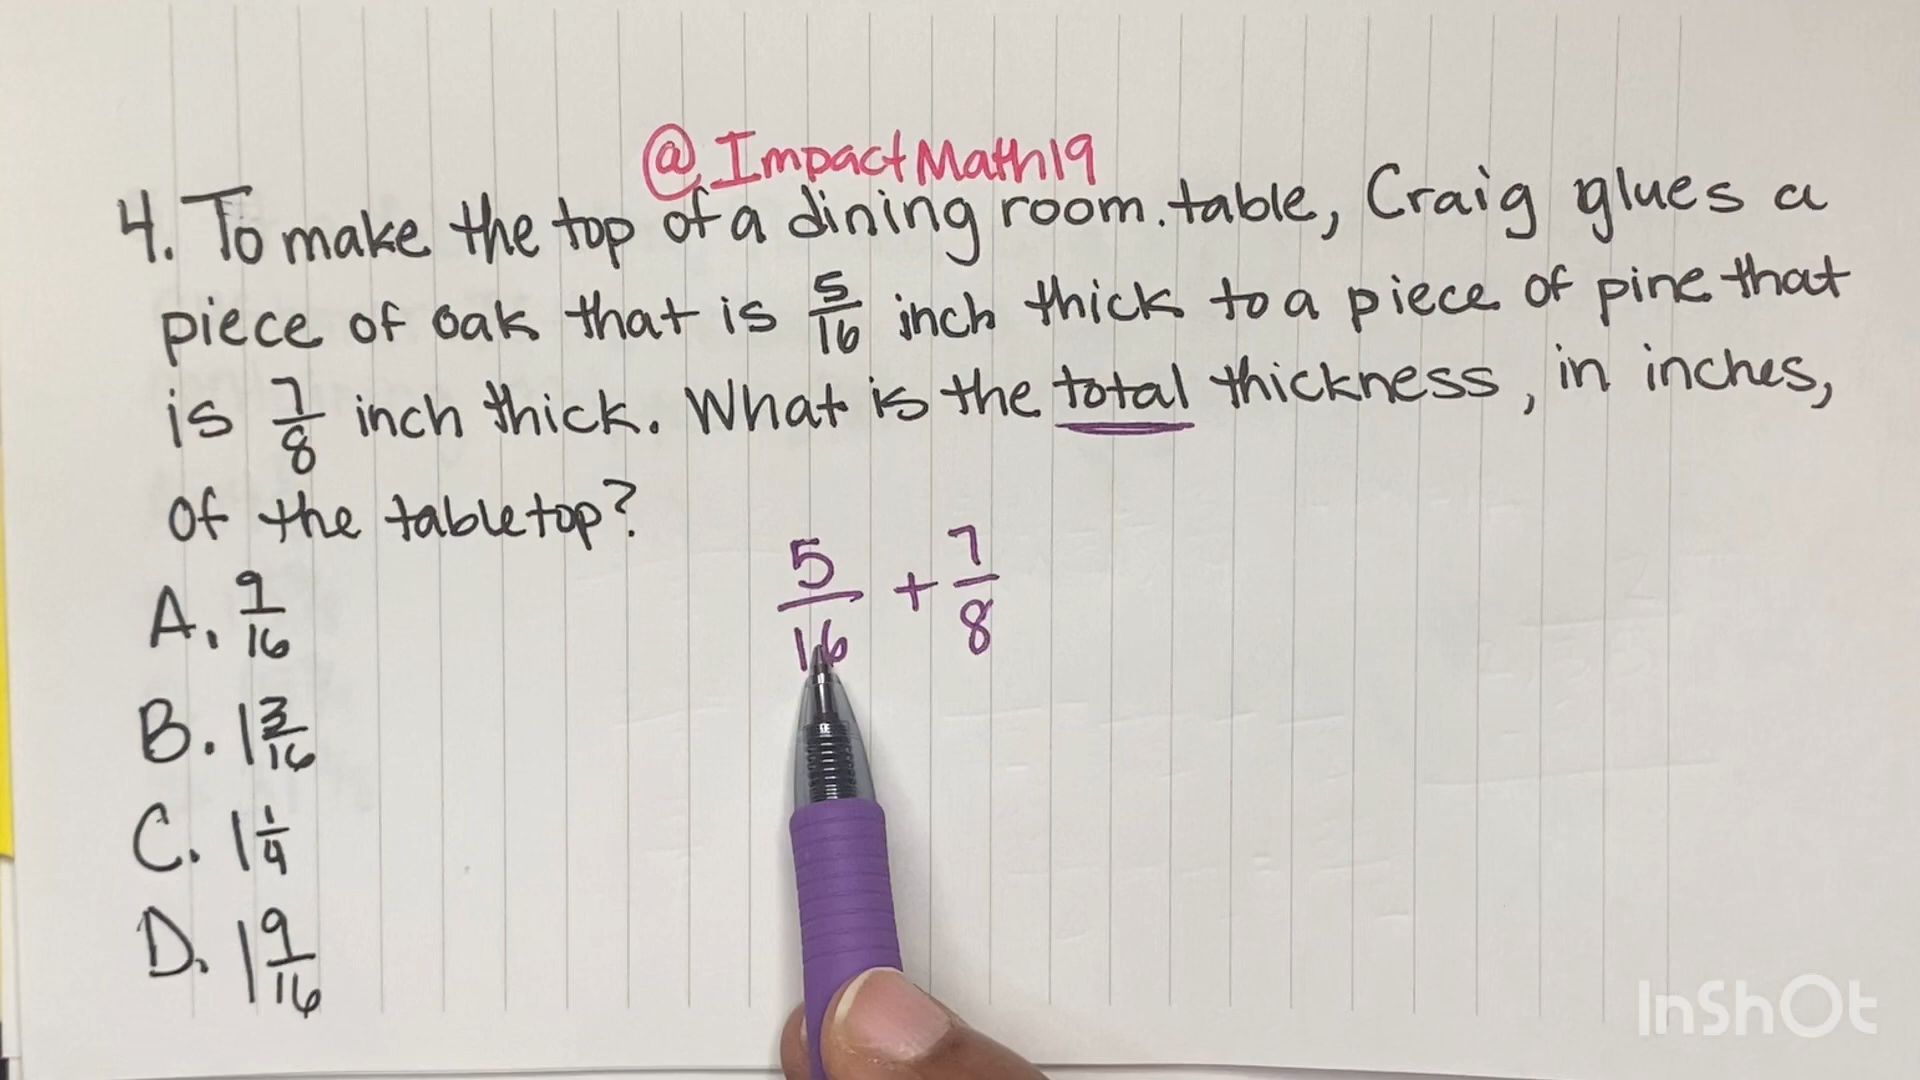 @ImpactMath19
4. To make the top of a dining room. table, Craig glues a
piece of oak that is 5/16 inch thick to a piece of pine that
is 7/8 inch thick. What is the total thickness, in inches,
of the tabletop?
5/16 + 7/8
A. 9/16
B. 1 3/16
C. 1 1/4
D. 1 9/16
InShOt